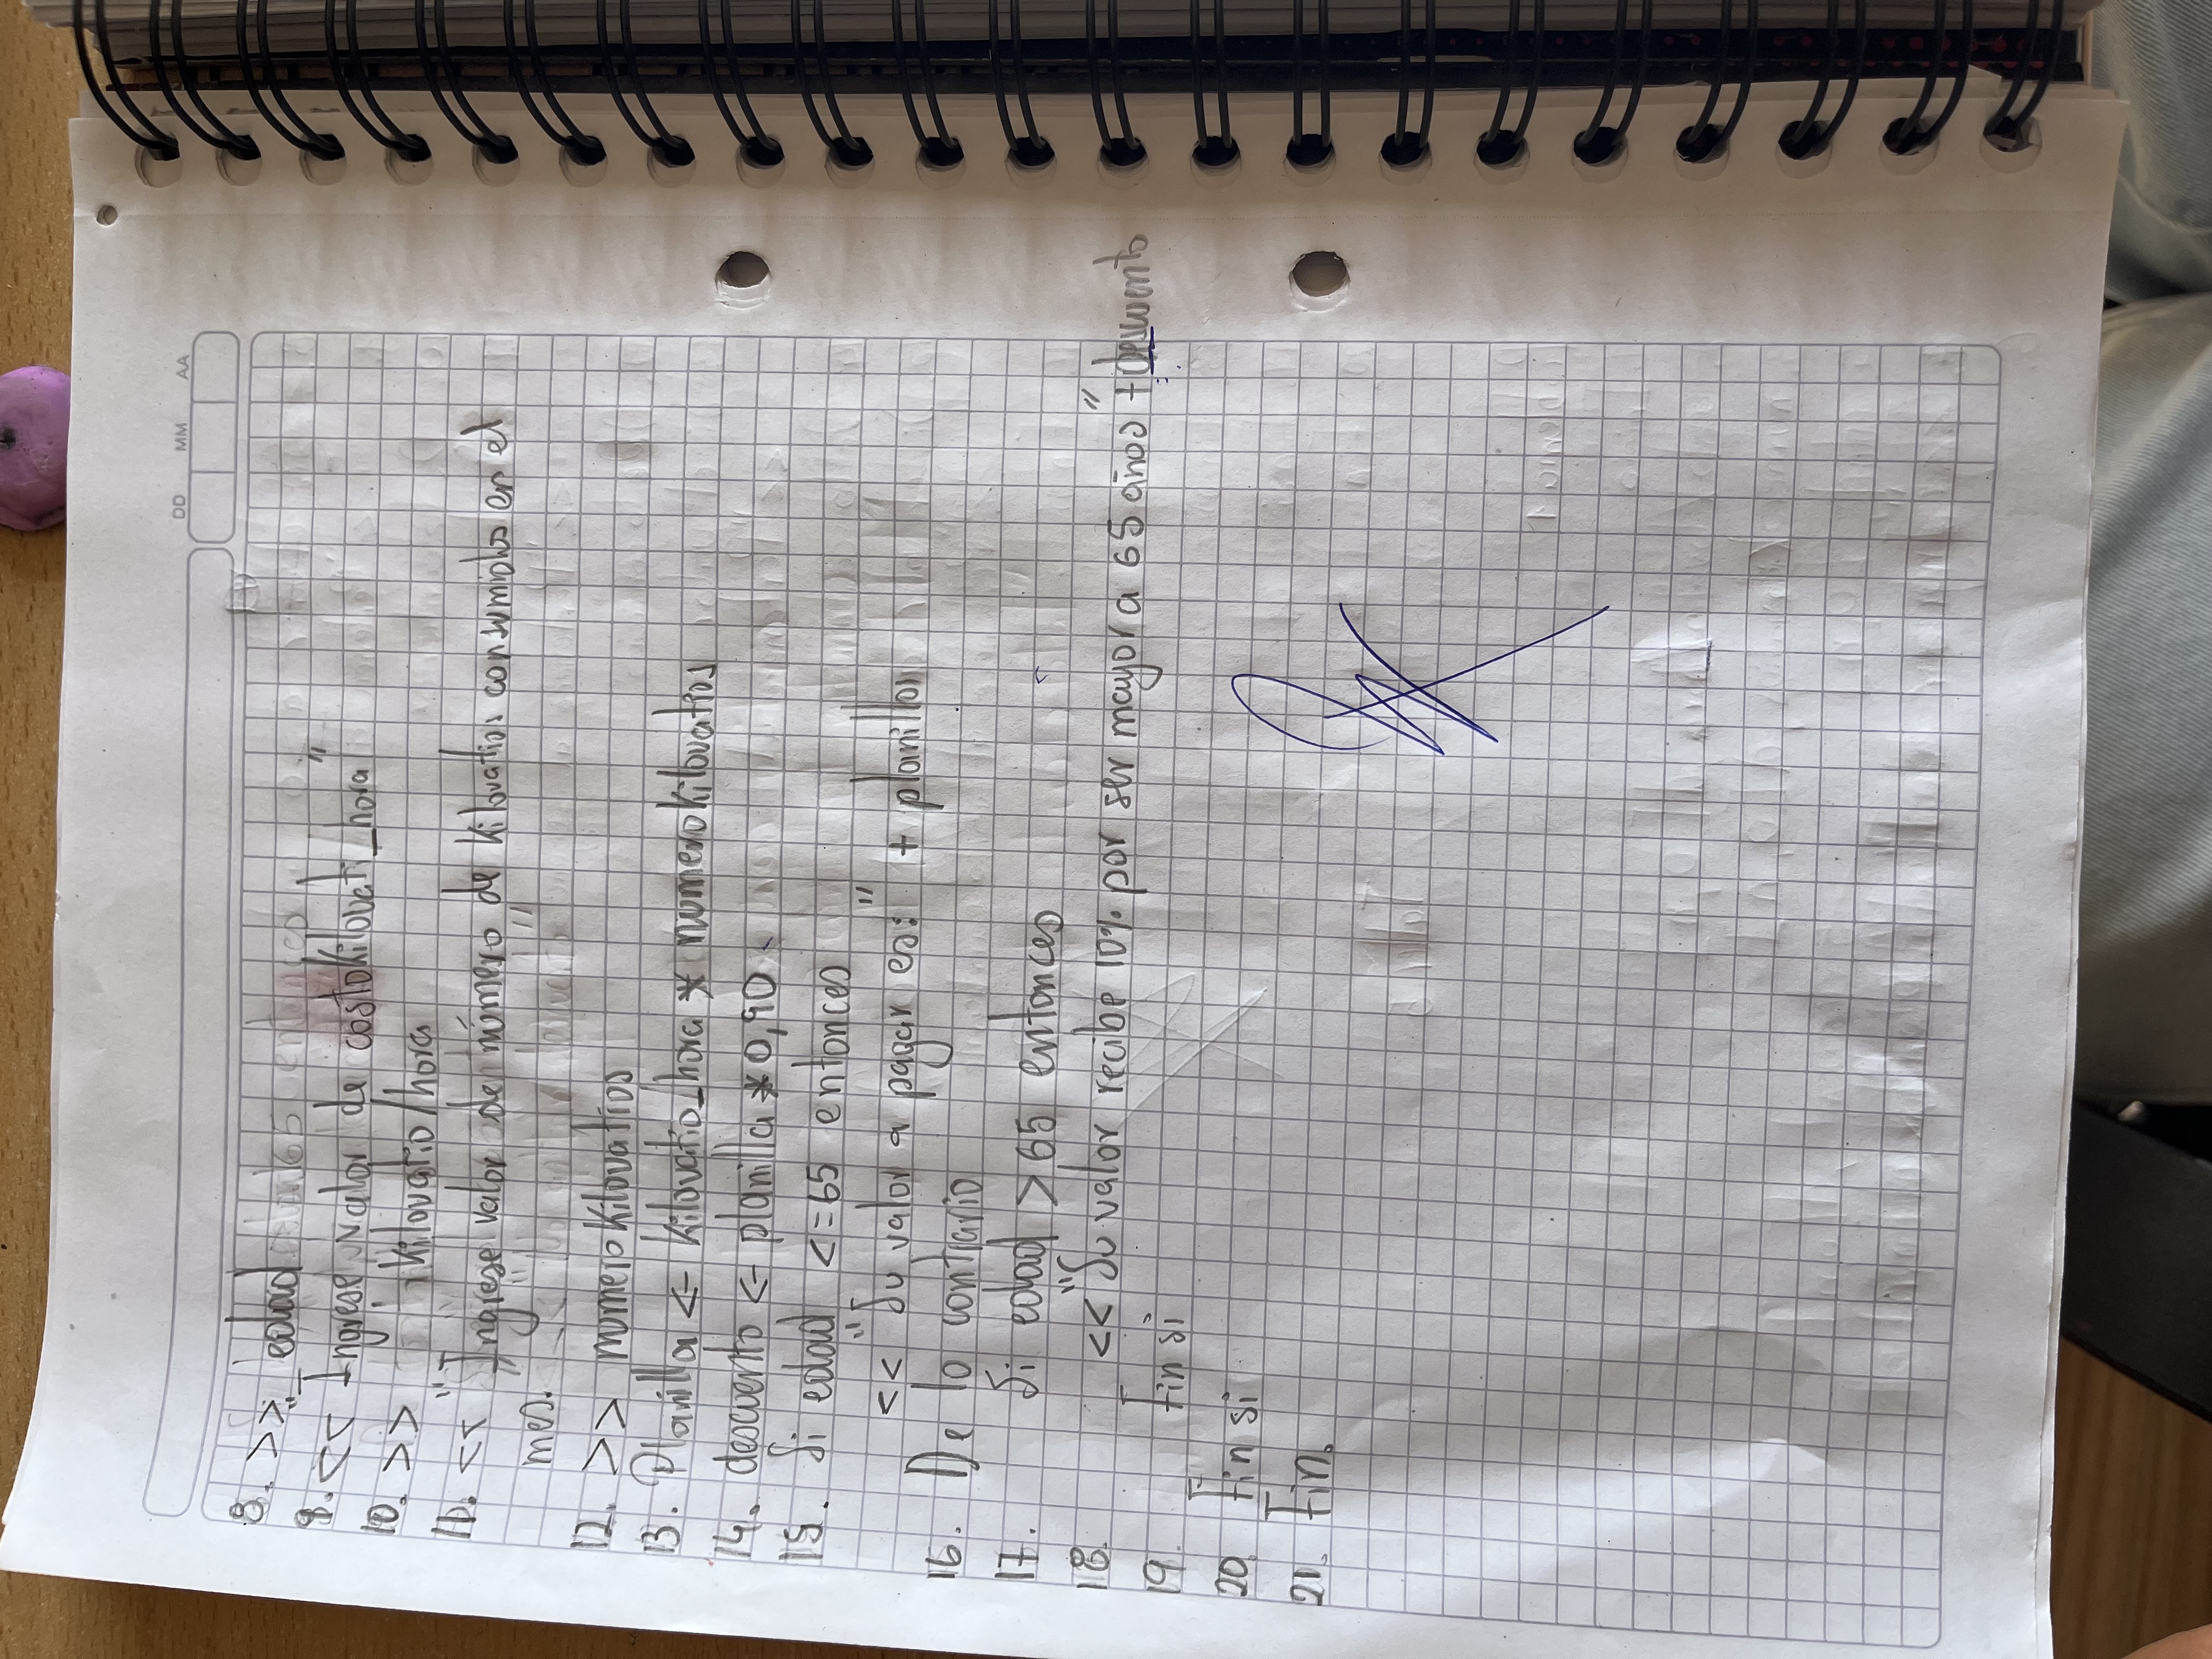 DD MM AA
8. >> edad
9. << "Ingrese valor de costokilovati_hora"
10. >> kilovatio/hora
11. << "Ingrese valor de número de kilovatios consumidos en el
mes."
12. >> numerokilovatios
13. Planilla <- kilovatio_hora * numerokilovatios
14. descuento <- planilla * 0,90
15. Si edad <=65 entonces
<< "Su valor a pagar es:" + planilla
16. De lo contrario
17. Si edad >65 entonces
18. << "Su valor recibe 10% por ser mayor a 65 años" + descuento
19. Fin si
20 Fin si
21. Fin.